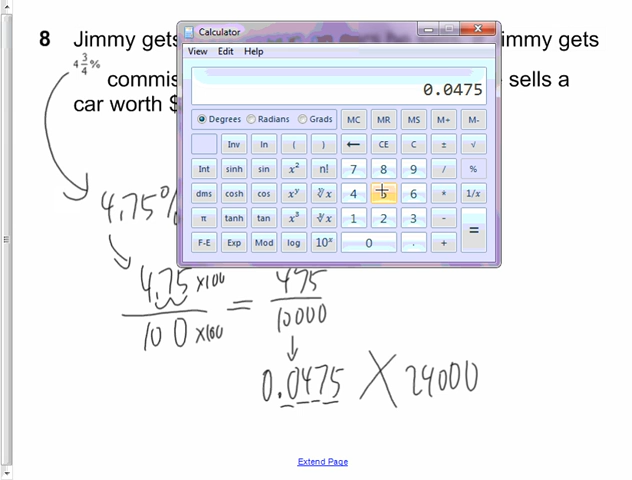 Calculator
8 Jimmy gets Jimmy gets
View Edit Help
0.0475
4 3/4 %
commis sells a
car worth $
Degrees Radians Grads MC MR MS M+ M-
Inv ln ( ) ← CE C ± √
Int sinh sin x² n! 7 8 9 / %
dms cosh cos xʸ ʸ√x 4 5 6 * 1/x
π tanh tan x³ ³√x 1 2 3 - =
F-E Exp Mod log 10ˣ 0 . +
4.75%
4.75 x100 = 475
100 x100 10000
0.0475 X 24000
Extend Page